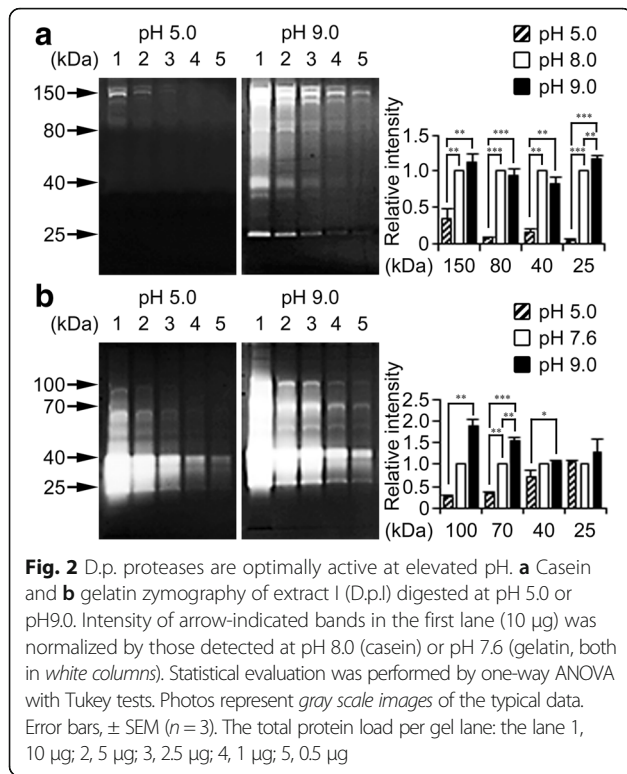 a
pH 5.0 pH 9.0
(kDa) 1 2 3 4 5 1 2 3 4 5
150
80
40
25
pH 5.0
pH 8.0
pH 9.0
*** ** *** ** *** ** *** ** *** **
Relative intensity
1.5
1.0
0.5
0
150 80 40 25
(kDa)
b
pH 5.0 pH 9.0
(kDa) 1 2 3 4 5 1 2 3 4 5
100
70
40
25
pH 5.0
pH 7.6
pH 9.0
** *** ** ** *
Relative intensity
2.5
2.0
1.5
1.0
0.5
0
(kDa) 100 70 40 25
Fig. 2 D.p. proteases are optimally active at elevated pH. a Casein
and b gelatin zymography of extract I (D.p.I) digested at pH 5.0 or
pH9.0. Intensity of arrow-indicated bands in the first lane (10 μg) was
normalized by those detected at pH 8.0 (casein) or pH 7.6 (gelatin, both
in white columns). Statistical evaluation was performed by one-way ANOVA
with Tukey tests. Photos represent gray scale images of the typical data.
Error bars, ± SEM (n = 3). The total protein load per gel lane: the lane 1,
10 μg; 2, 5 μg; 3, 2.5 μg; 4, 1 μg; 5, 0.5 μg